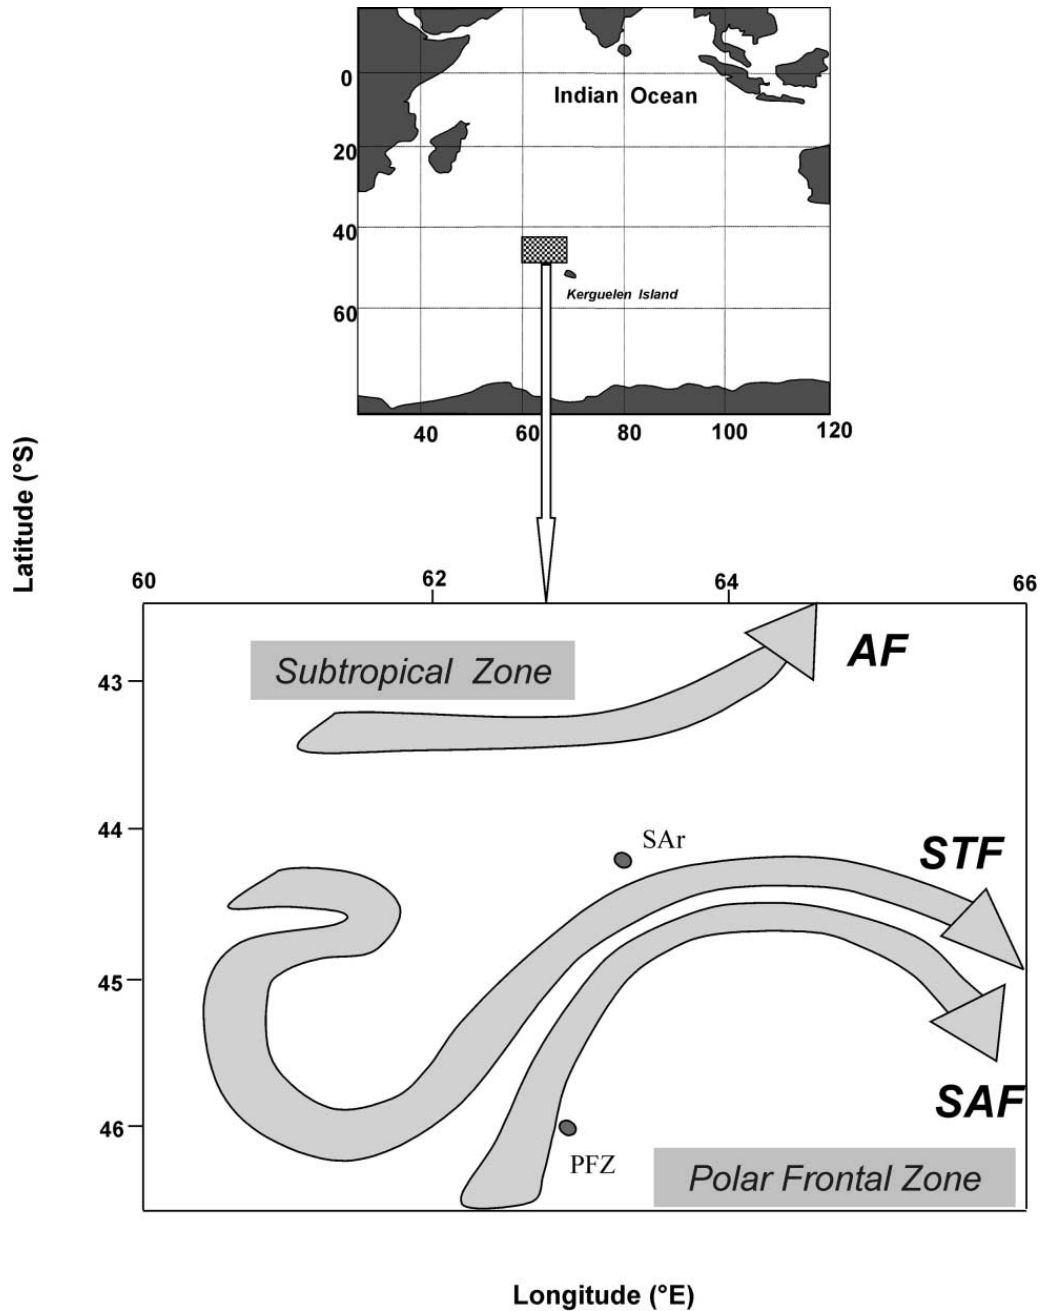 0
Indian Ocean
20
40
Kerguelen Island
60
40 60 80 100 120
Latitude (°S)
60 62 64 66
AF
Subtropical Zone
43
44
SAr
STF
45
SAF
46
PFZ
Polar Frontal Zone
Longitude (°E)